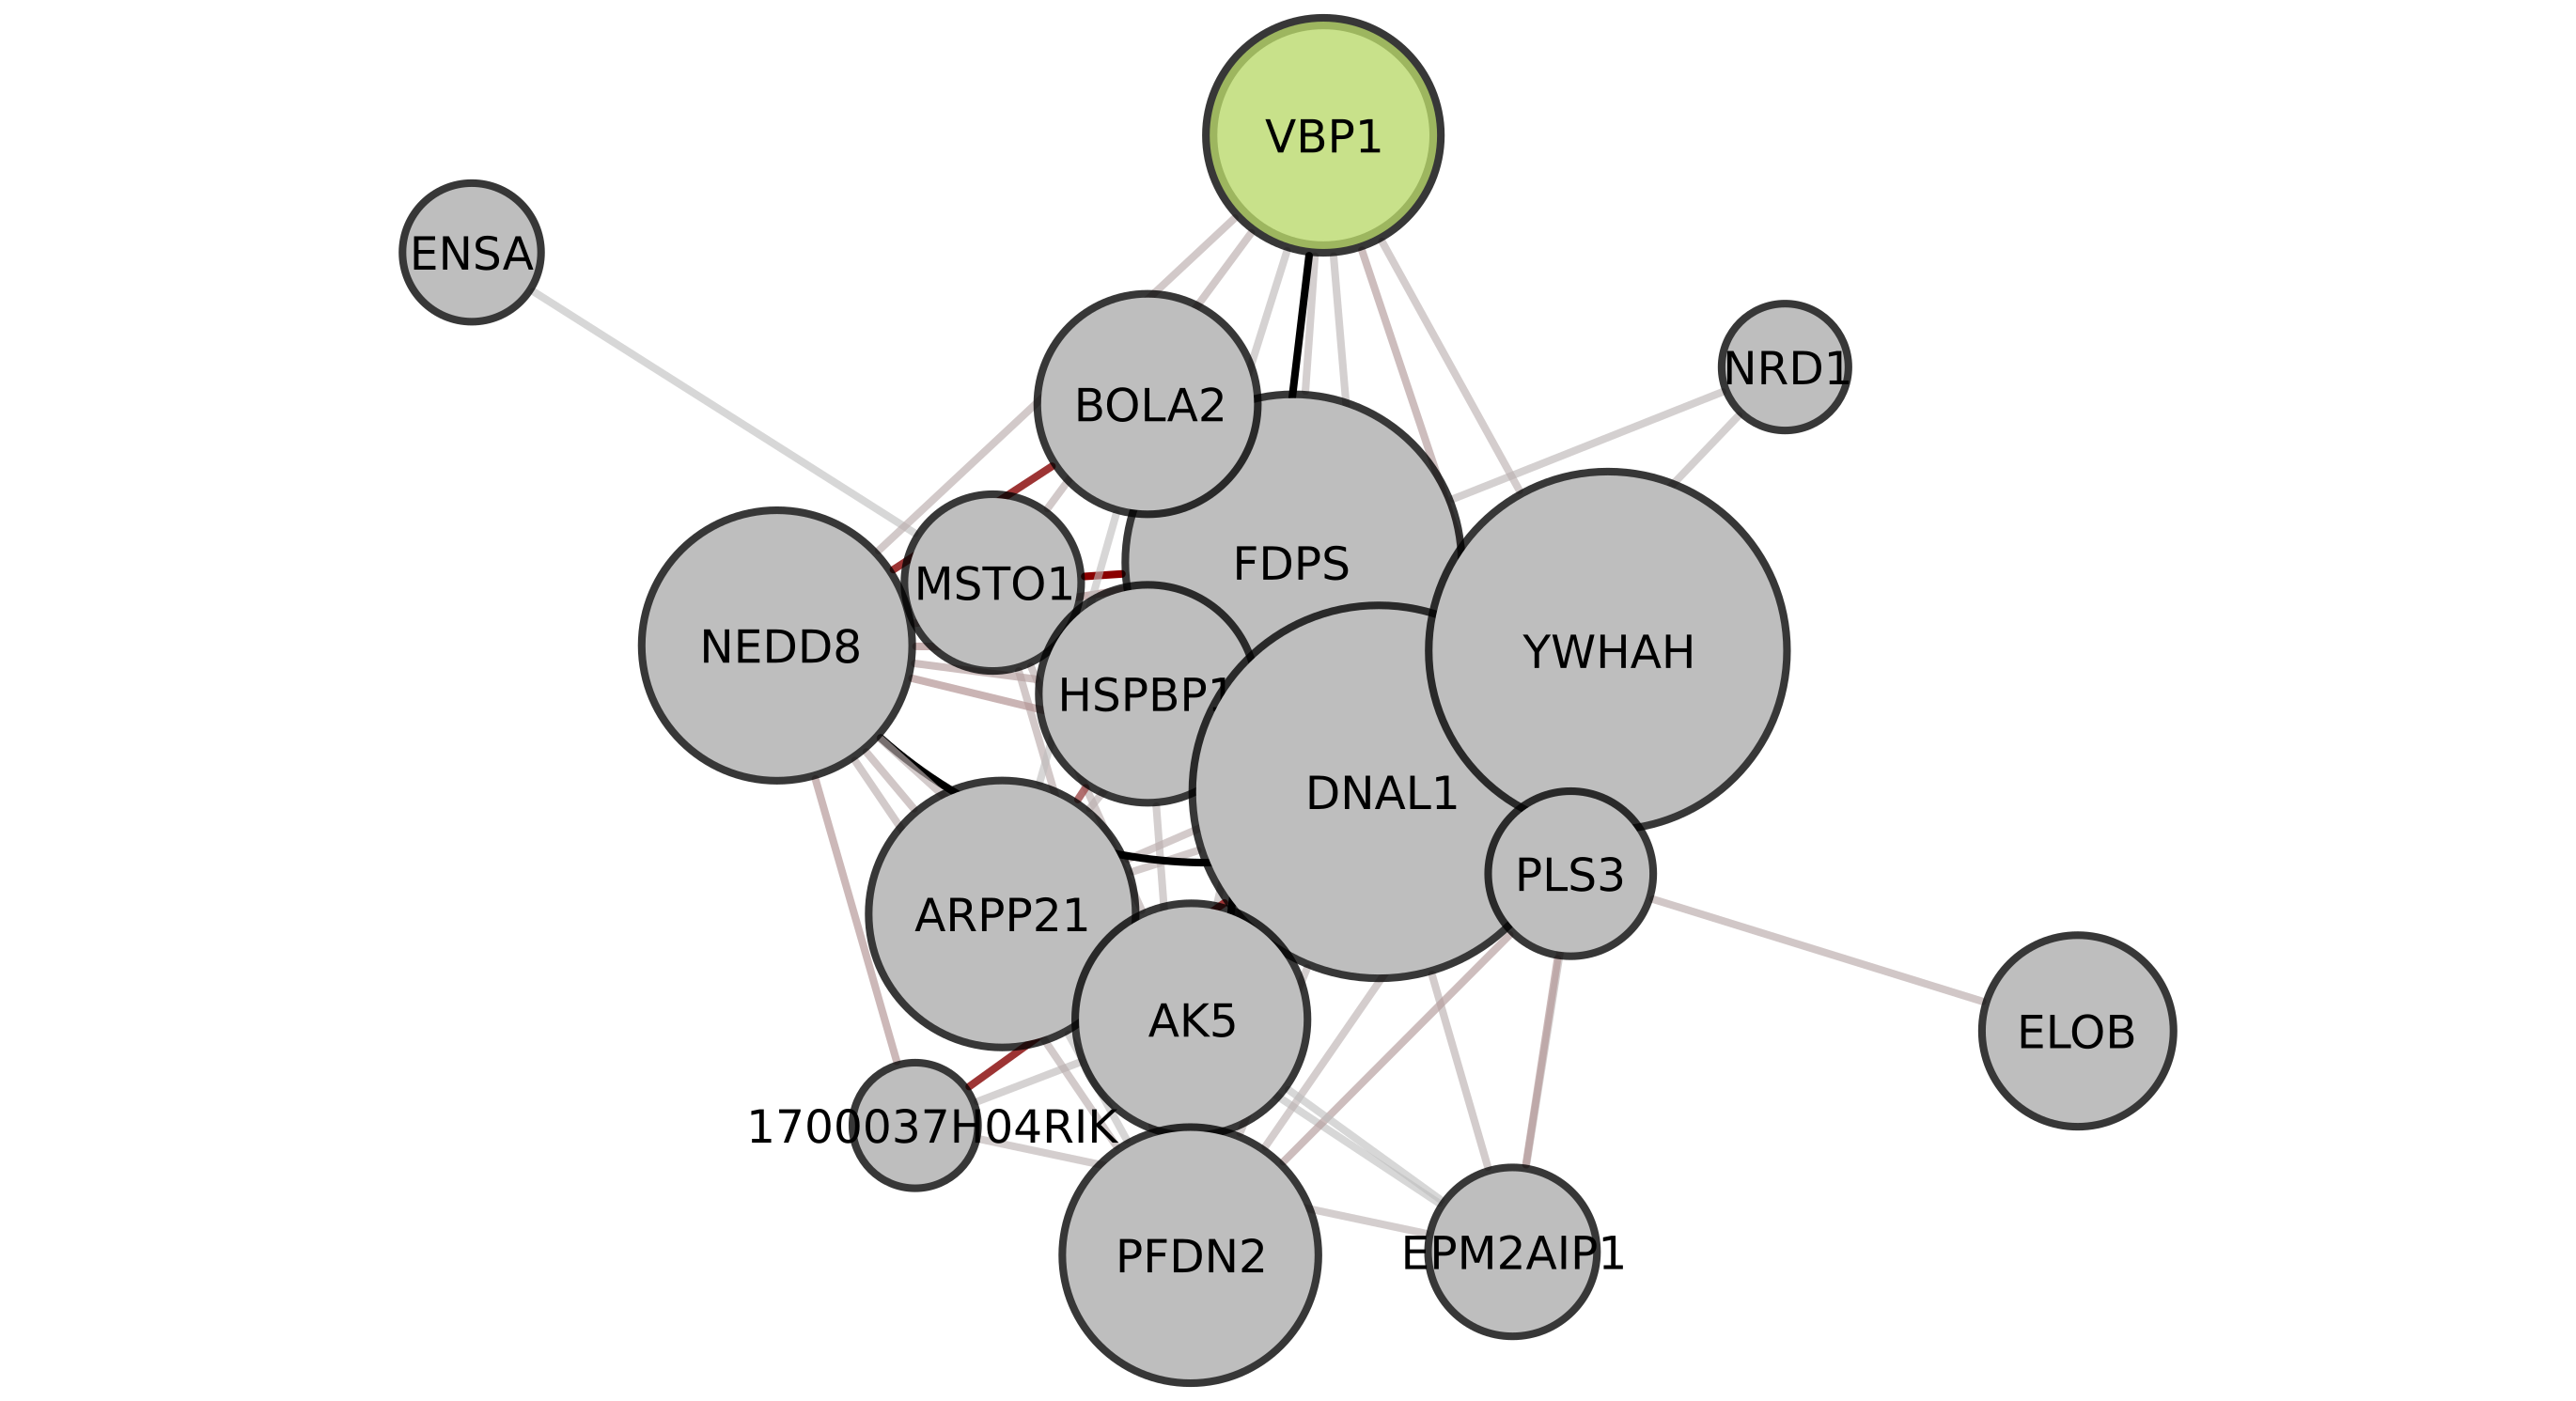 VBP1
ENSA
NRD1
BOLA2
FDPS
MSTO1
NEDD8
YWHAH
HSPBP1
DNAL1
PLS3
ARPP21
AK5
ELOB
1700037H04RIK
PFDN2
EPM2AIP1